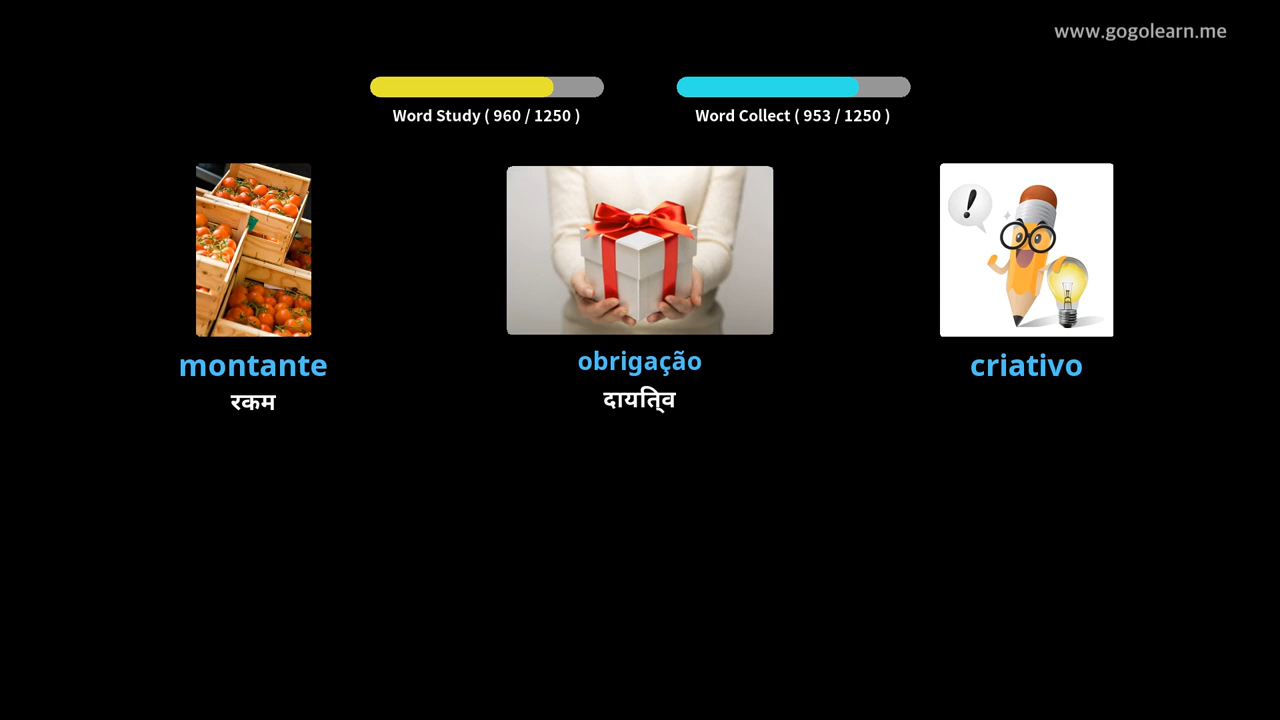 www.gogolearn.me
Word Study ( 960 / 1250 )
Word Collect ( 953 / 1250 )
!
montante
obrigação
criativo
रकम
दायित्व